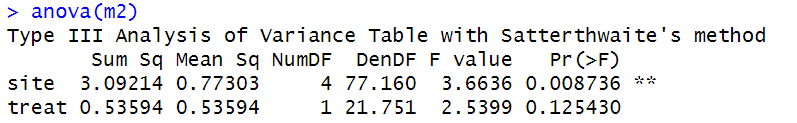 > anova(m2)
Type III Analysis of Variance Table with Satterthwaite's method
       Sum Sq Mean Sq NumDF  DenDF F value   Pr(>F)
site  3.09214 0.77303     4 77.160  3.6636 0.008736 **
treat 0.53594 0.53594     1 21.751  2.5399 0.125430